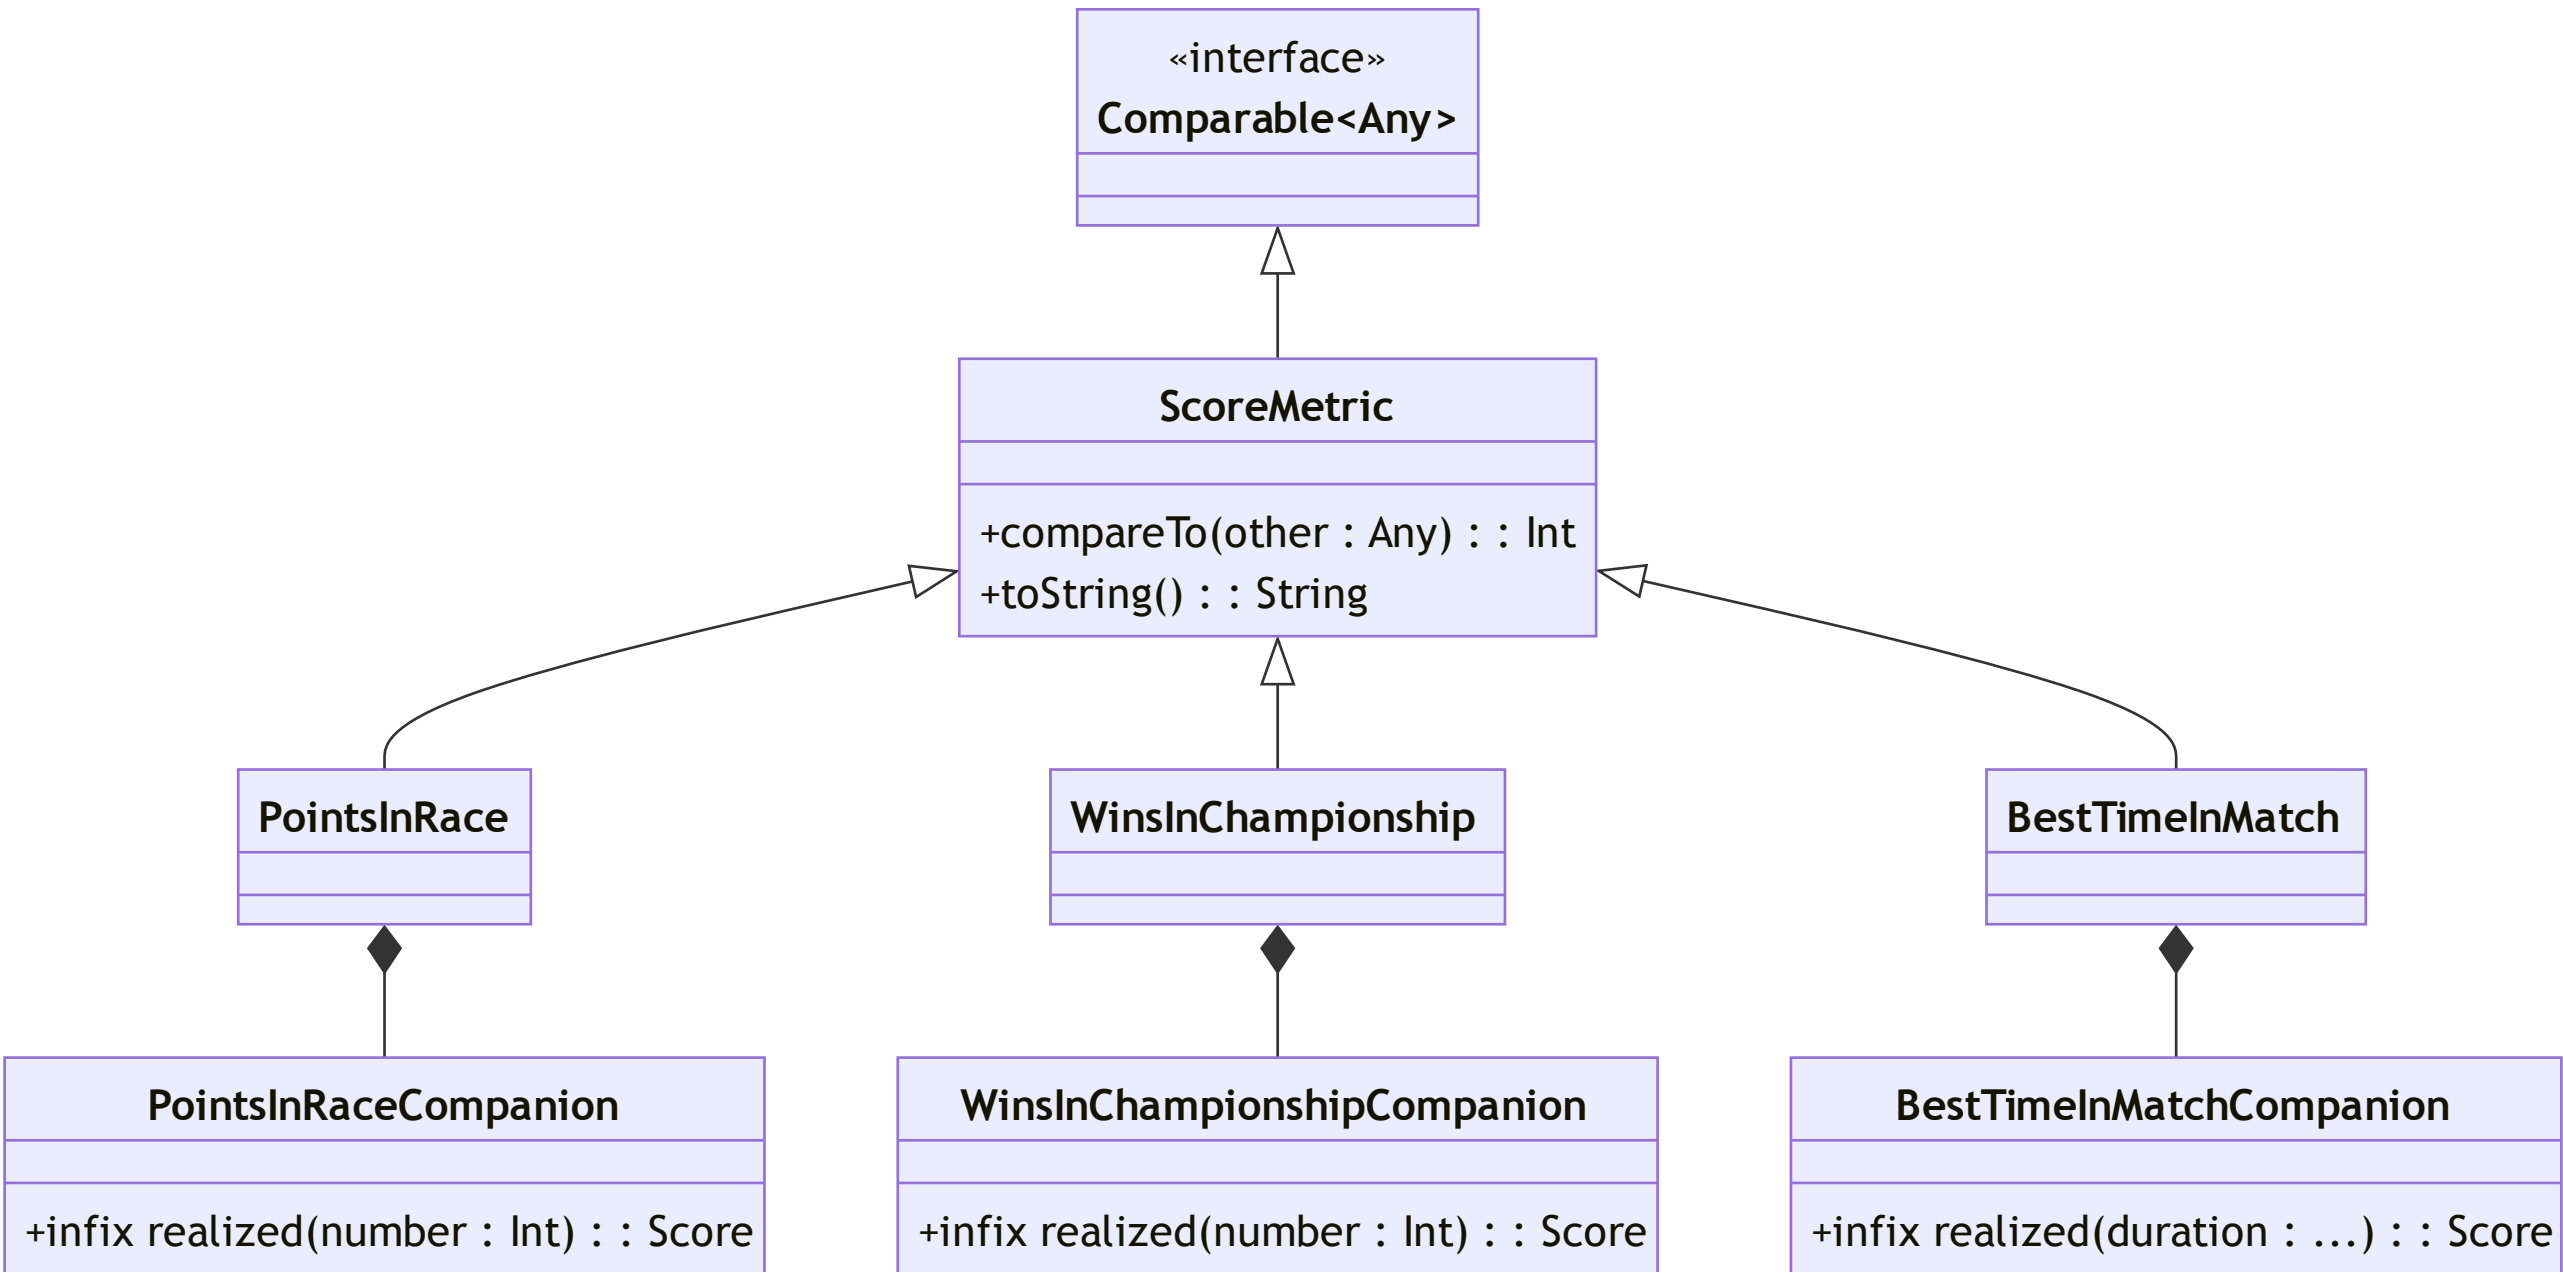 «interface»
Comparable<Any>
ScoreMetric
+compareTo(other : Any) : : Int
+toString() : : String
PointsInRace
WinsInChampionship
BestTimeInMatch
PointsInRaceCompanion
WinsInChampionshipCompanion
BestTimeInMatchCompanion
+infix realized(number : Int) : : Score
+infix realized(number : Int) : : Score
+infix realized(duration : ...) : : Score